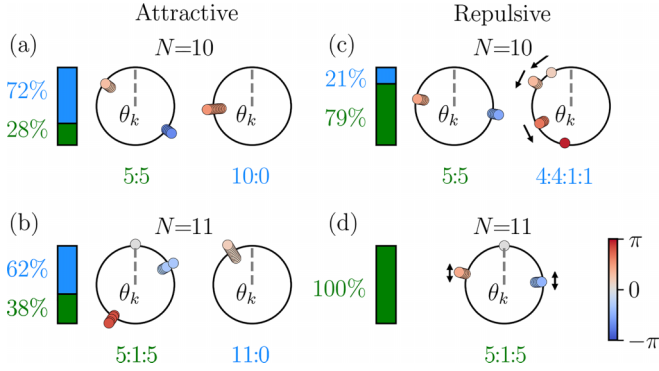 Attractive
Repulsive
(a)
N=10
72%
28%
θk
θk
5:5
10:0
(c)
N=10
21%
79%
θk
θk
5:5
4:4:1:1
(b)
N=11
62%
38%
θk
θk
5:1:5
11:0
(d)
N=11
100%
θk
5:1:5
π
0
−π